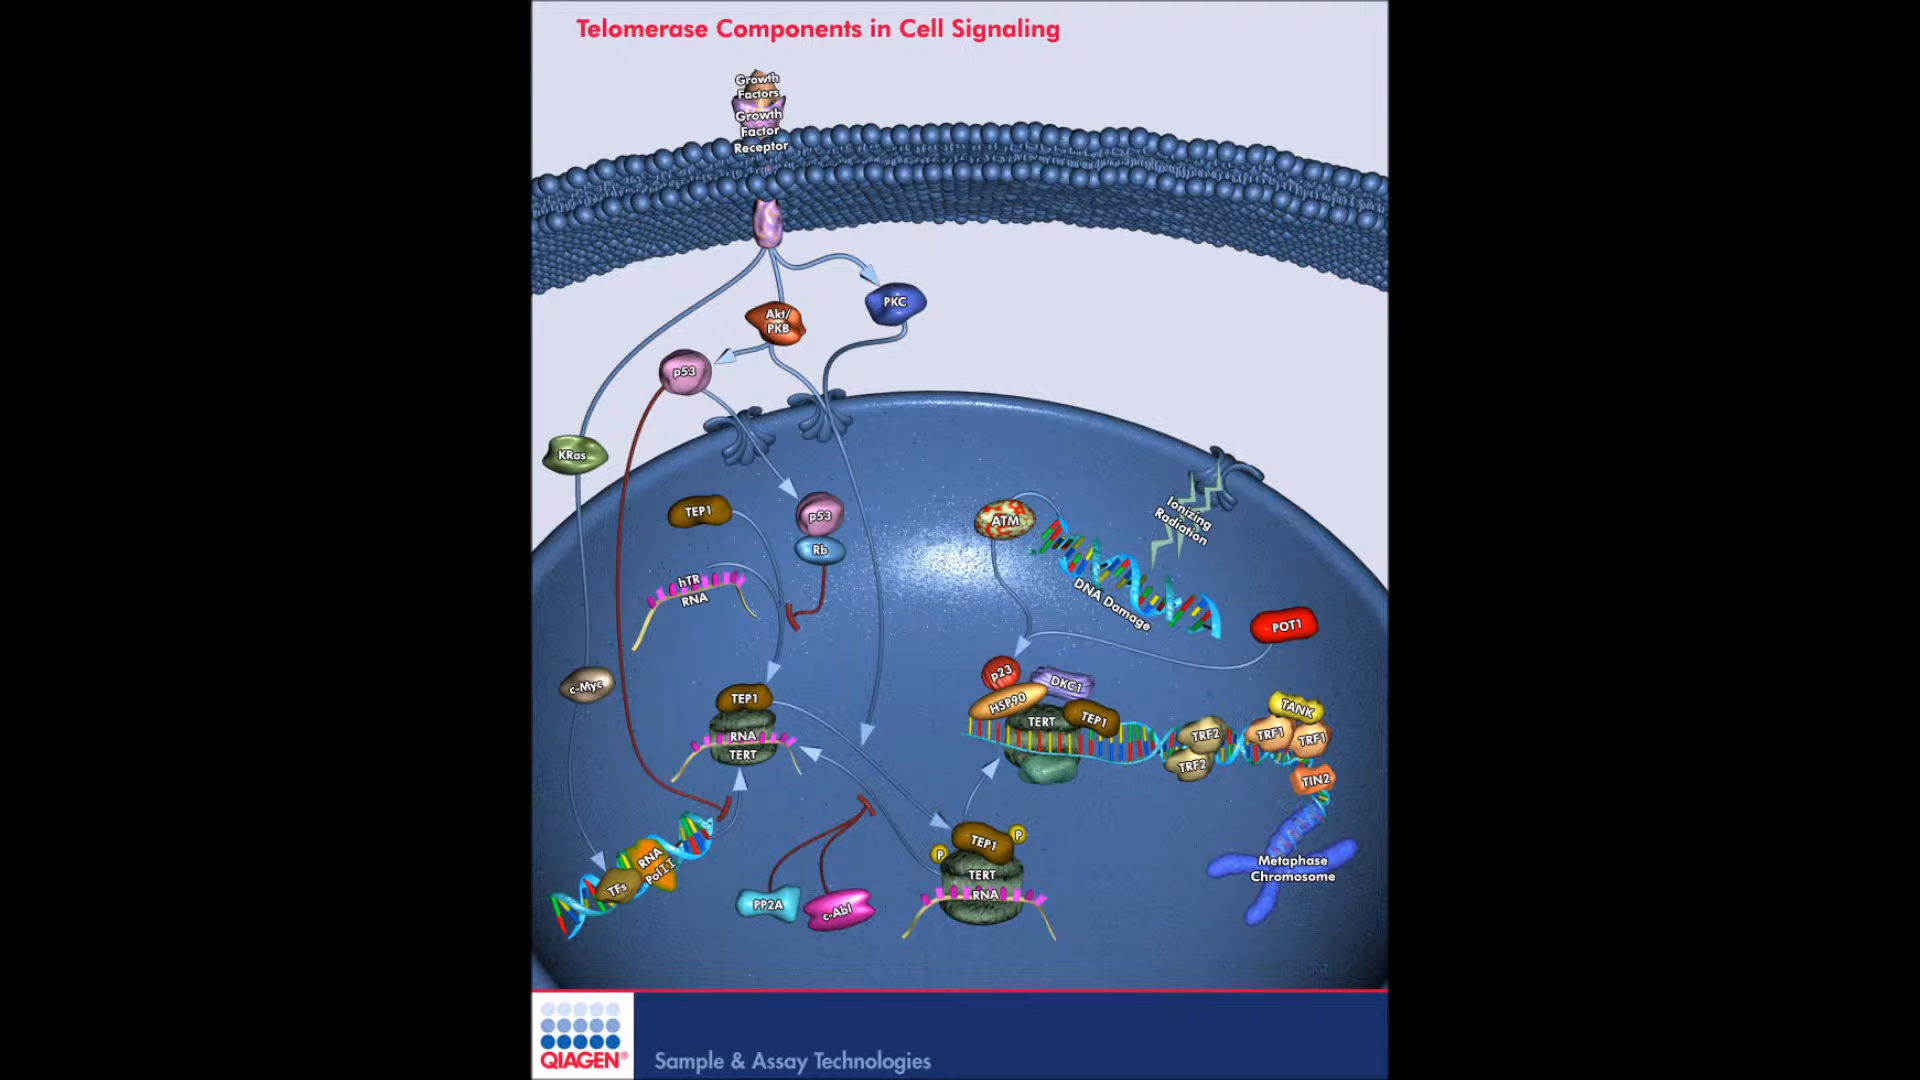 Telomerase Components in Cell Signaling
Growth
Factors
Growth
Factor
Receptor
PKC
Akt/
PKB
p53
KRas
TEP1
p53
Rb
ATM
Ionizing
Radiation
hTR
RNA
DNA Damage
POT1
c-Myc
p23
DKC1
HSP90
TERT
TEP1
TANK
TRF2
TRF1
TRF1
TRF2
TIN2
TEP1
RNA
TERT
TEP1
P
P
TERT
RNA
RNA
PolII
TFs
PP2A
c-Abl
Metaphase
Chromosome
QIAGEN®
Sample & Assay Technologies